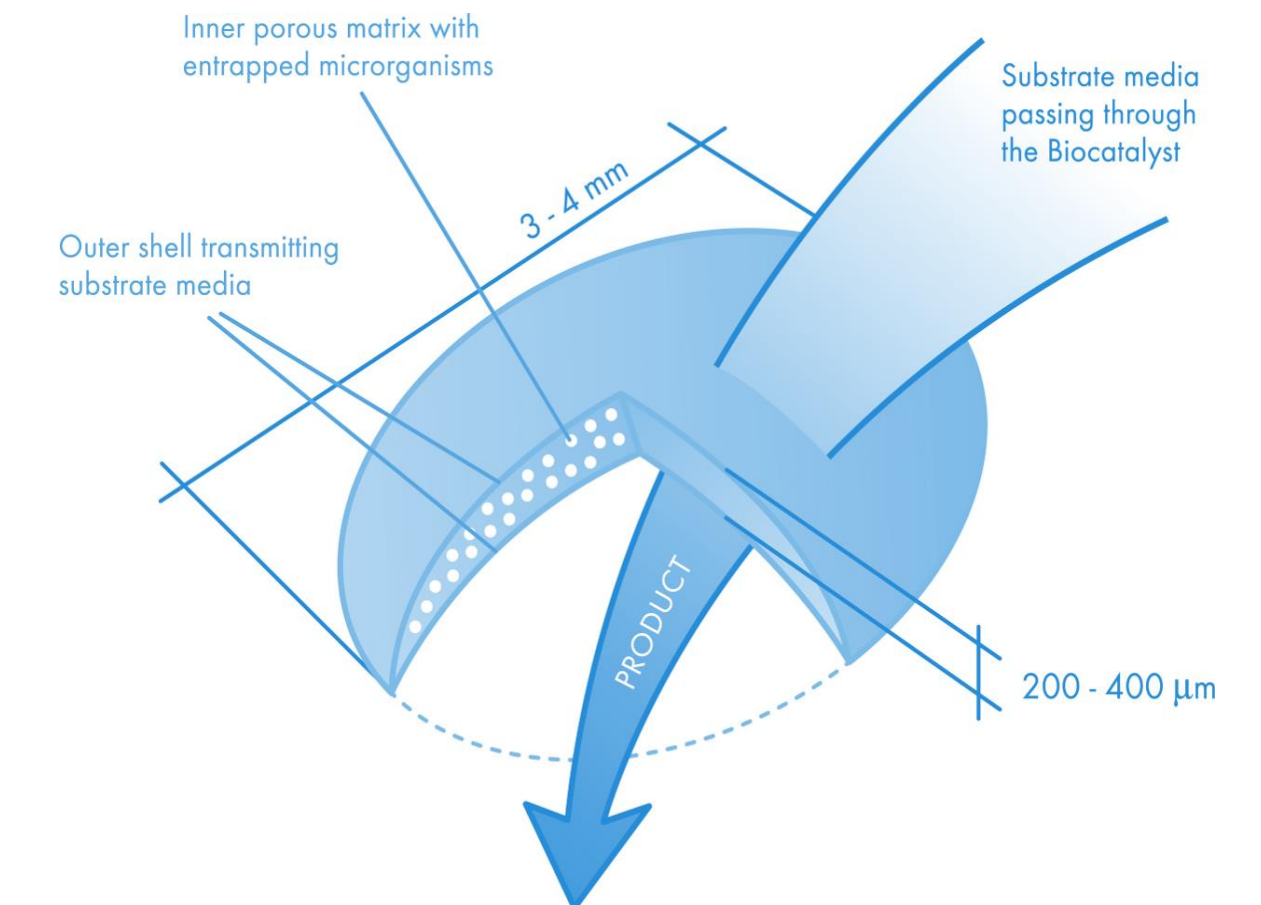 Inner porous matrix with
entrapped microrganisms
Substrate media
passing through
the Biocatalyst
3 - 4 mm
Outer shell transmitting
substrate media
PRODUCT
200 - 400 μm